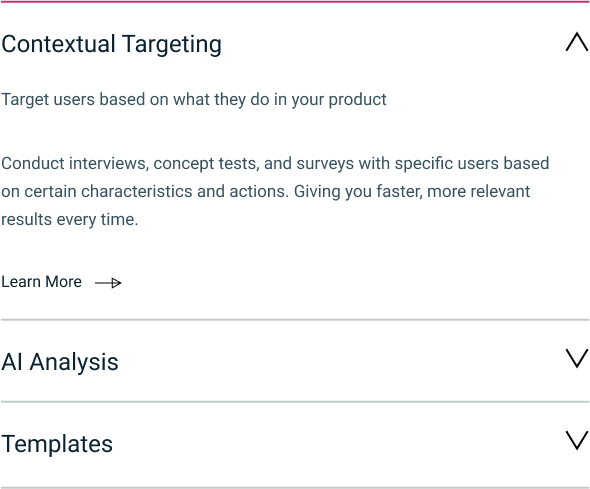 Contextual Targeting
Target users based on what they do in your product
Conduct interviews, concept tests, and surveys with specific users based
on certain characteristics and actions. Giving you faster, more relevant
results every time.
Learn More
AI Analysis
Templates